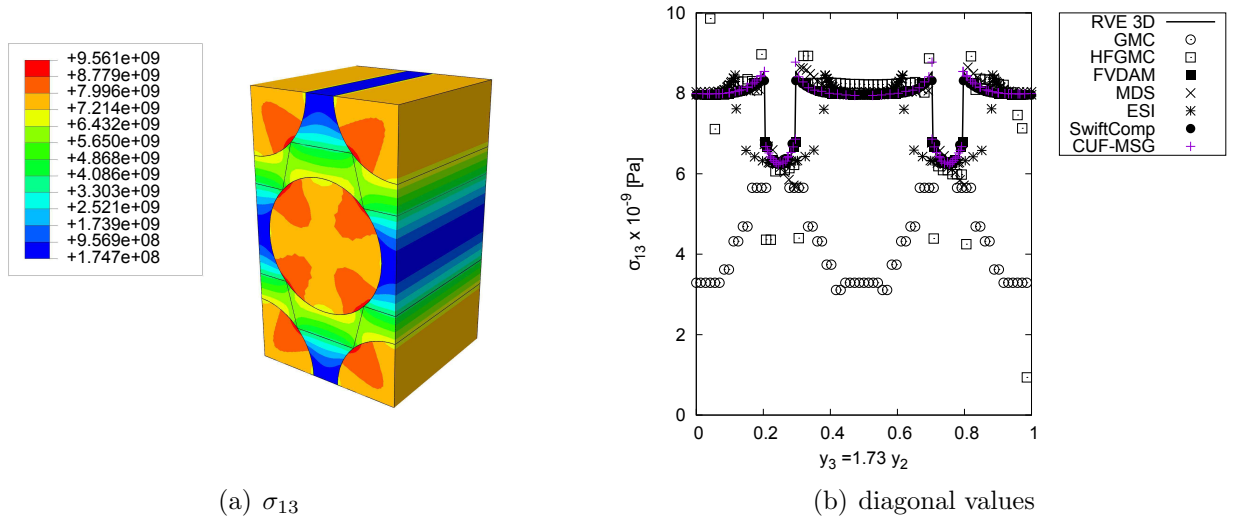 +9.561e+09
+8.779e+09
+7.996e+09
+7.214e+09
+6.432e+09
+5.650e+09
+4.868e+09
+4.086e+09
+3.303e+09
+2.521e+09
+1.739e+09
+9.569e+08
+1.747e+08
(a) σ13
10
8
6
4
2
0
σ13 x 10-9 [Pa]
0
0.2
0.4
0.6
0.8
1
y3 =1.73 y2
RVE 3D
GMC
HFGMC
FVDAM
MDS
ESI
SwiftComp
CUF-MSG
(b) diagonal values